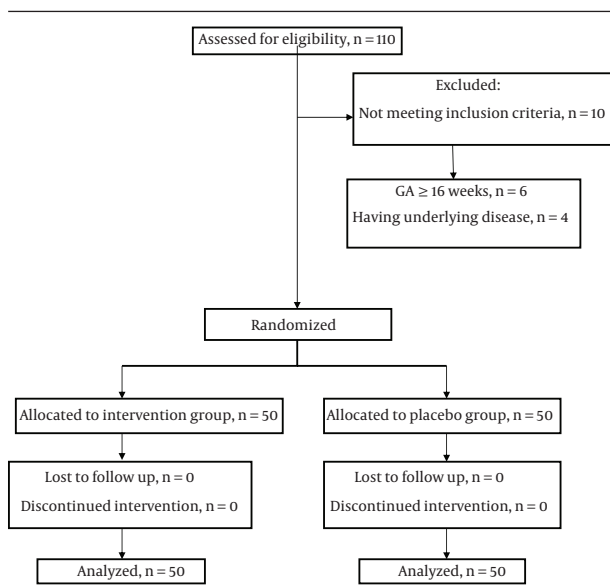 Assessed for eligibility, n = 110
Excluded:
Not meeting inclusion criteria, n = 10
GA ≥ 16 weeks, n = 6
Having underlying disease, n = 4
Randomized
Allocated to intervention group, n = 50
Allocated to placebo group, n = 50
Lost to follow up, n = 0
Discontinued intervention, n = 0
Lost to follow up, n = 0
Discontinued intervention, n = 0
Analyzed, n = 50
Analyzed, n = 50